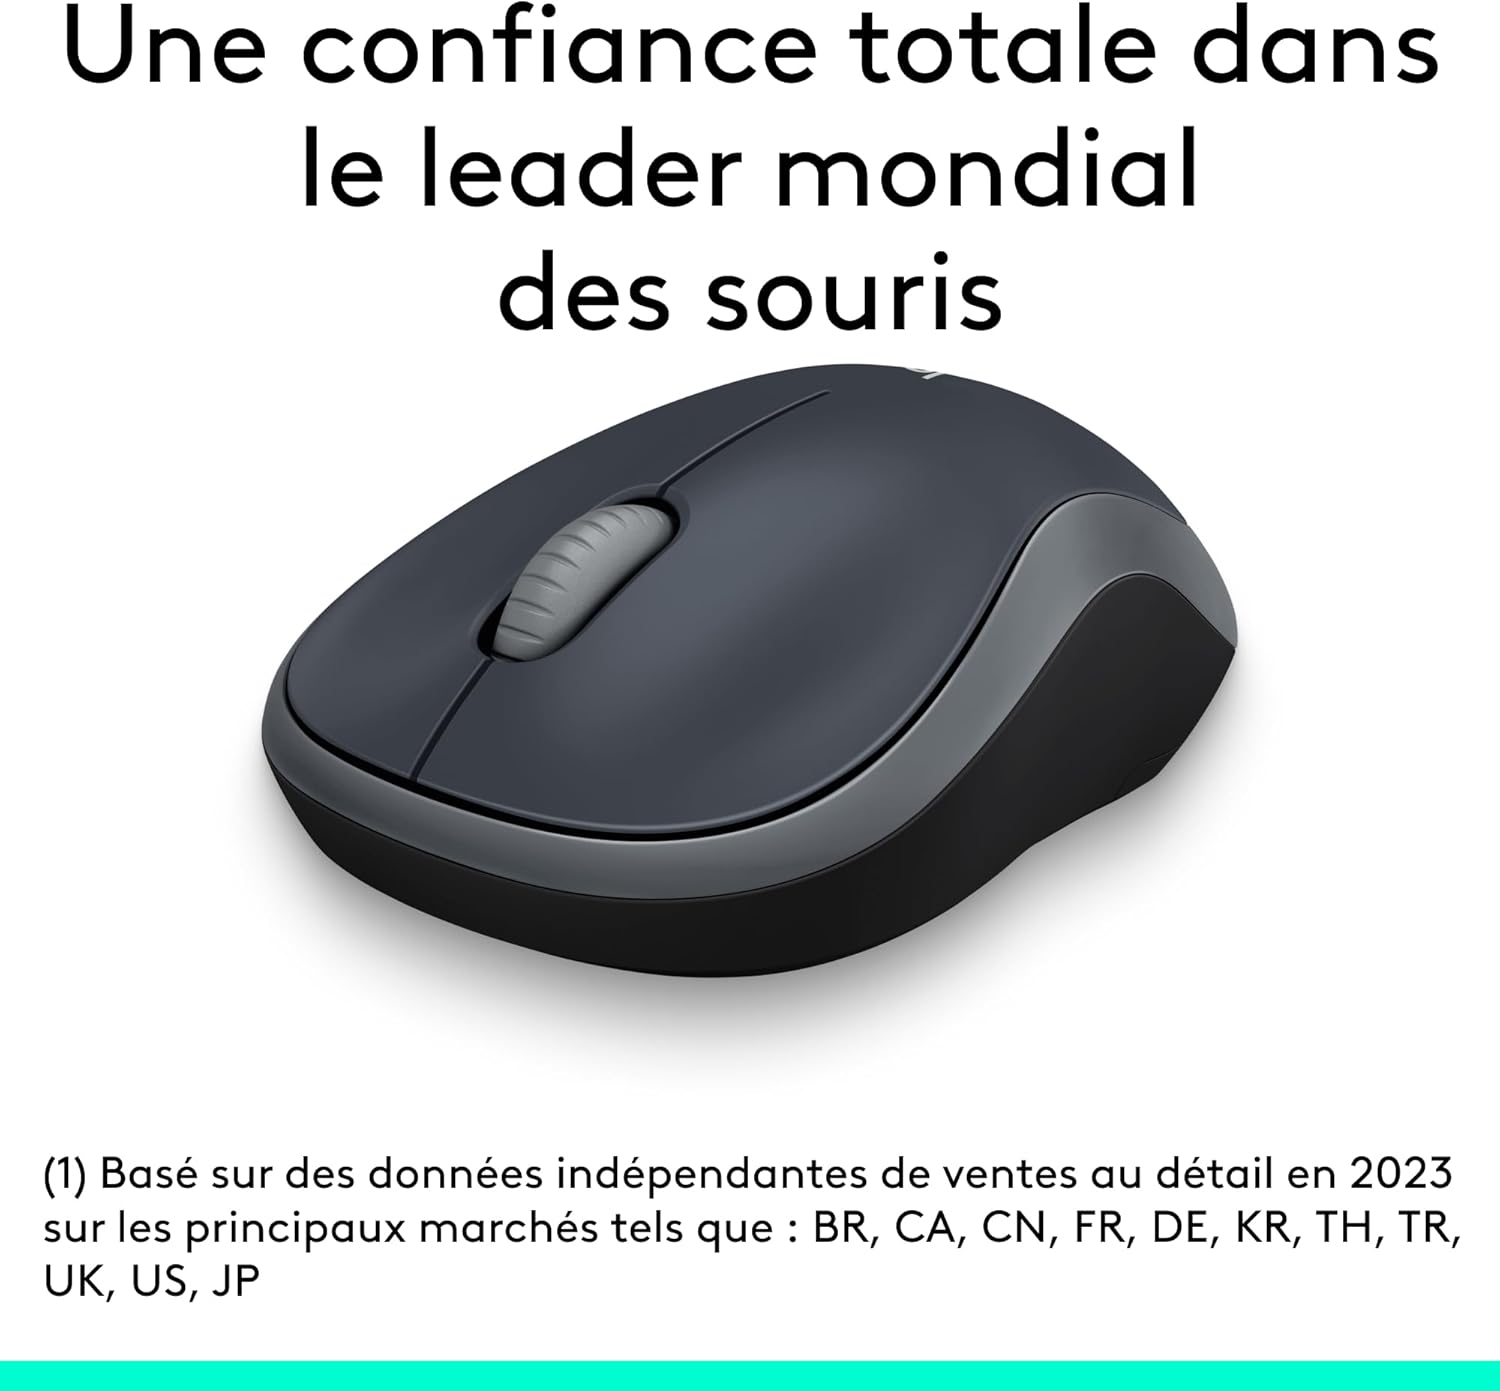 Une confiance totale dans
le leader mondial
des souris
(1) Basé sur des données indépendantes de ventes au détail en 2023
sur les principaux marchés tels que : BR, CA, CN, FR, DE, KR, TH, TR,
UK, US, JP